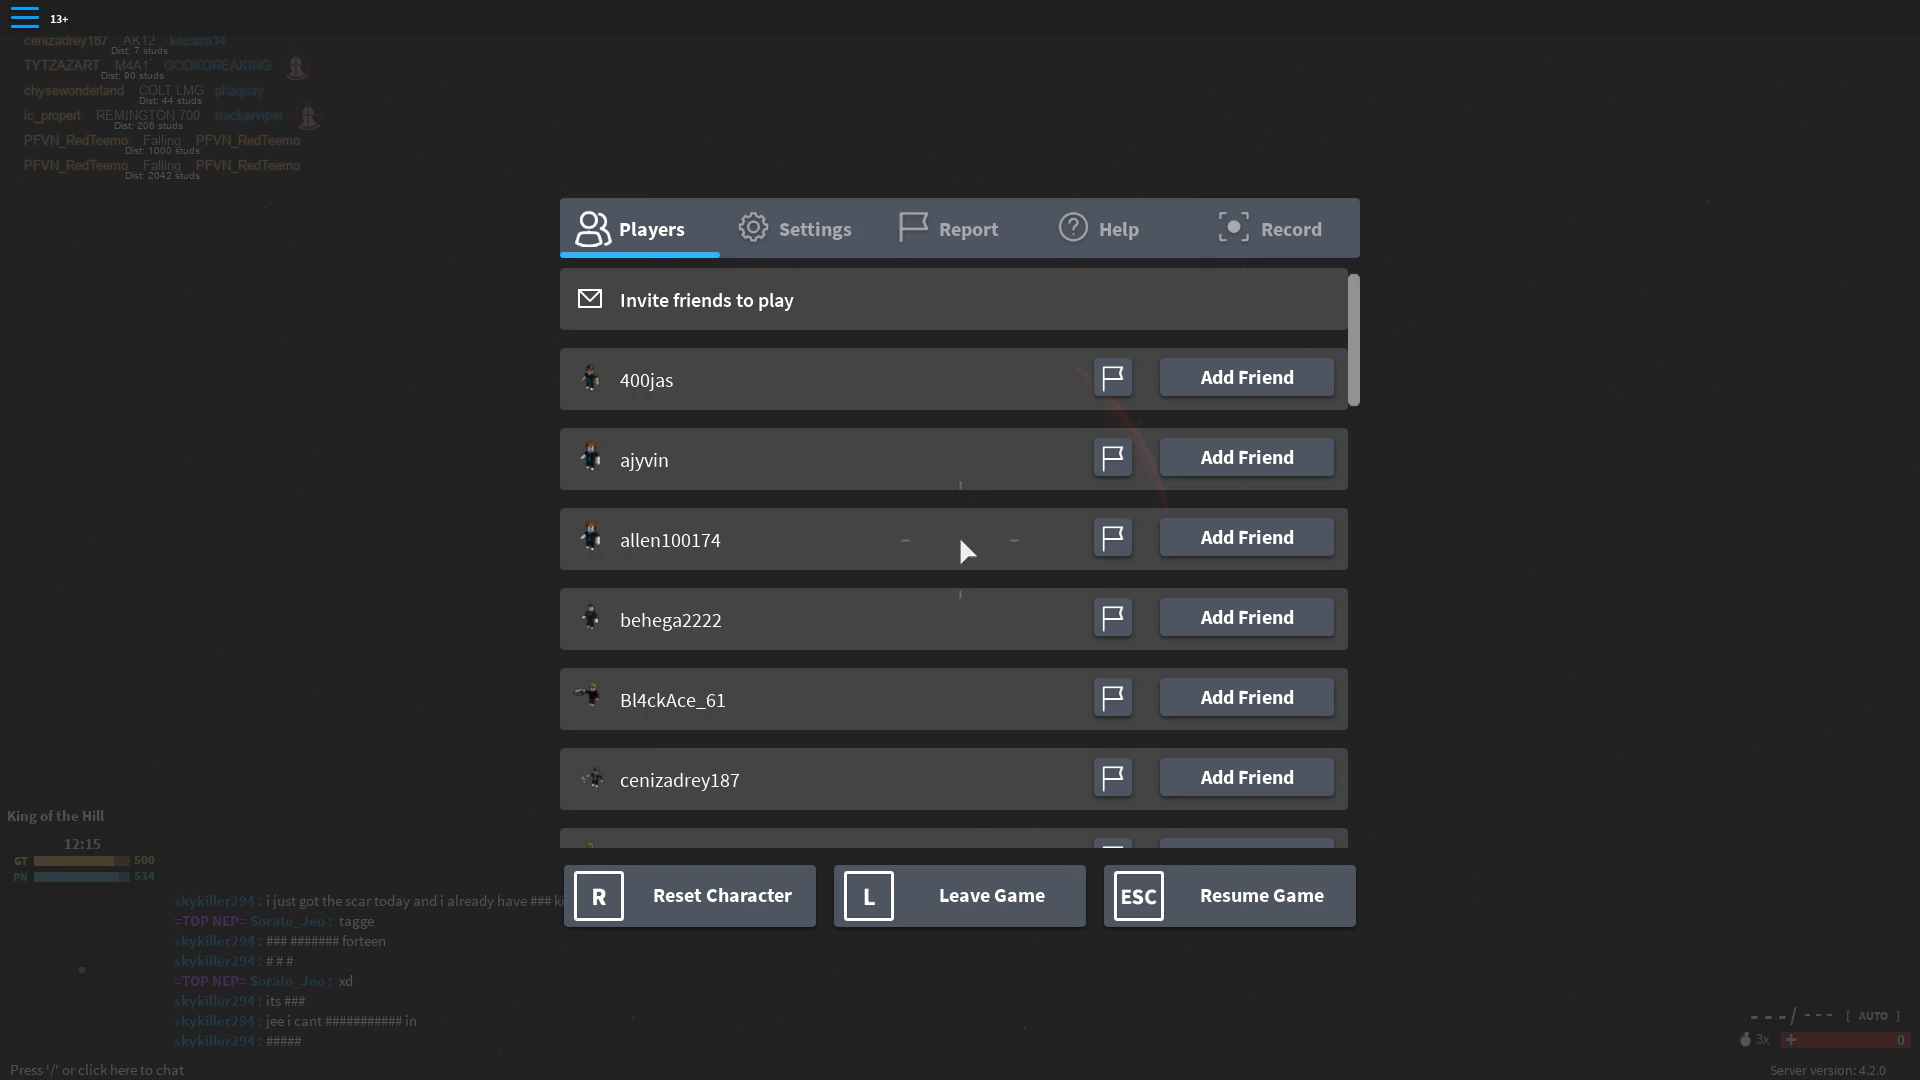 13+
cenizadrey187 AK12 kozaza14
Dist: 7 studs
TYTZAZART M4A1 GODKOREAKING
Dist: 90 studs
chysewonderland COLT LMG phaquay
Dist: 44 studs
ic_propert REMINGTON 700 trackerviper
Dist: 206 studs
PFVN_RedTeemo Falling PFVN_RedTeemo
Dist: 1000 studs
PFVN_RedTeemo Falling PFVN_RedTeemo
Dist: 2042 studs
Players Settings Report Help Record
Invite friends to play
400jas Add Friend
ajyvin Add Friend
allen100174 Add Friend
behega2222 Add Friend
Bl4ckAce_61 Add Friend
cenizadrey187 Add Friend
R Reset Character L Leave Game ESC Resume Game
King of the Hill
12:15
GT 500
PN 534
skykiller294 : i just got the scar today and i already have ### ki
=TOP NEP= Sorato_Jeo : tagge
skykiller294 : ### ####### forteen
skykiller294 : # # #
=TOP NEP= Sorato_Jeo : xd
skykiller294 : its ###
skykiller294 : jee i cant ########### in
skykiller294 : #####
Press '/' or click here to chat
---/ --- [ AUTO ]
3x + 0
Server version: 4.2.0